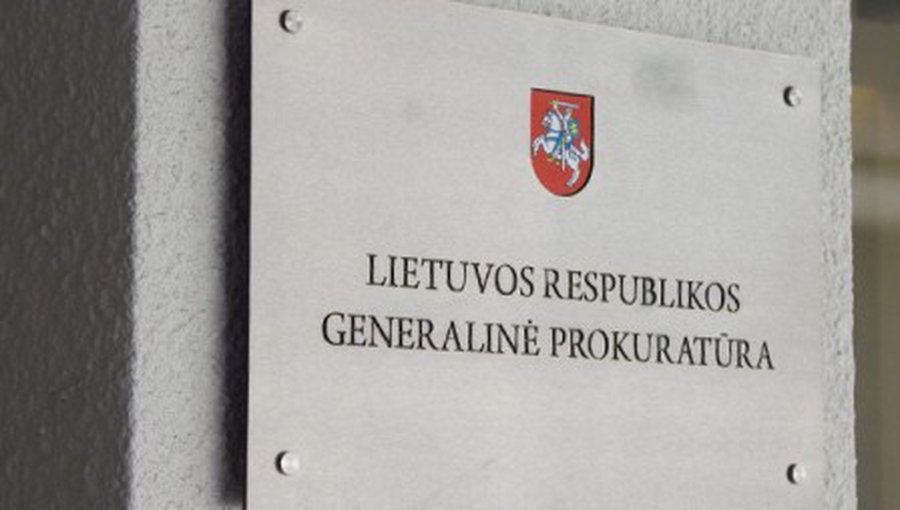 LIETUVOS RESPUBLIKOS
GENERALINĖ PROKURATŪRA